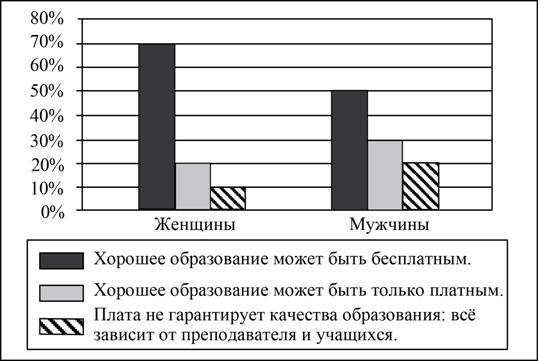 80%
70%
60%
50%
40%
30%
20%
10%
0%
Женщины
Мужчины
Хорошее образование может быть бесплатным.
Хорошее образование может быть только платным.
Плата не гарантирует качества образования: всё
зависит от преподавателя и учащихся.